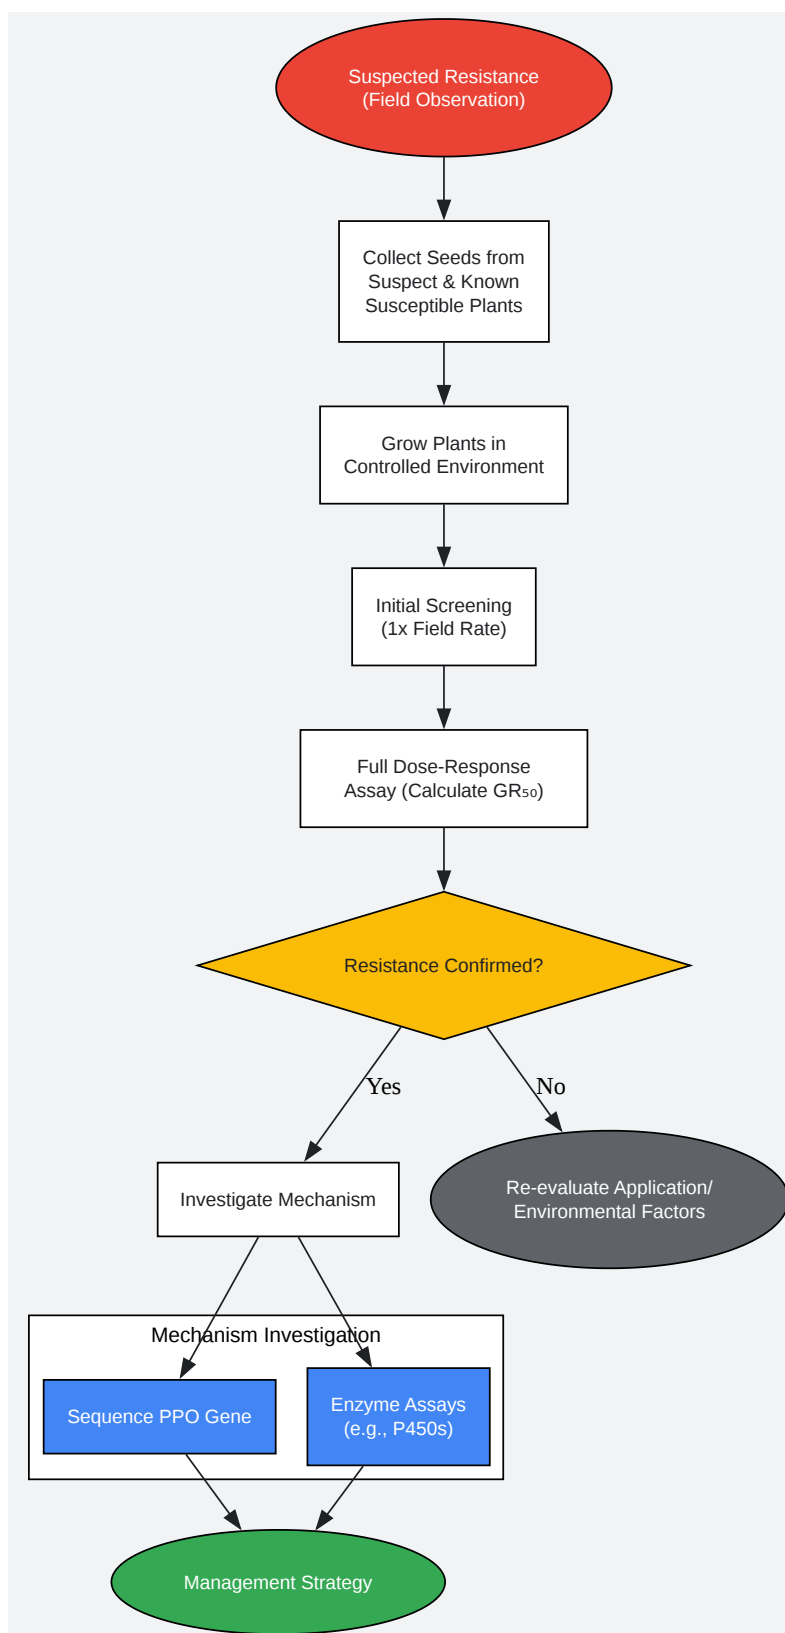 Suspected Resistance
(Field Observation)
Collect Seeds from
Suspect & Known
Susceptible Plants
Grow Plants in
Controlled Environment
Initial Screening
(1x Field Rate)
Full Dose-Response
Assay (Calculate GR₅₀)
Resistance Confirmed?
Yes
No
Investigate Mechanism
Re-evaluate Application/
Environmental Factors
Mechanism Investigation
Sequence PPO Gene
Enzyme Assays
(e.g., P450s)
Management Strategy